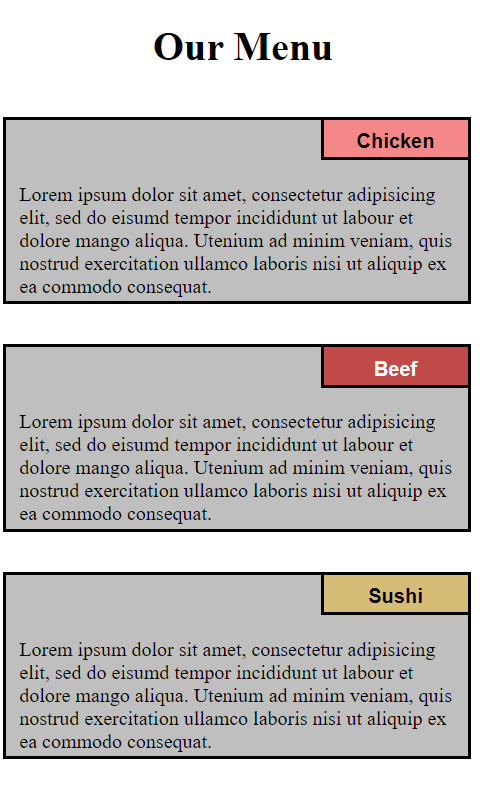 Our Menu
Chicken
Lorem ipsum dolor sit amet, consectetur adipisicing
elit, sed do eisumd tempor incididunt ut labour et
dolore mango aliqua. Utenium ad minim veniam, quis
nostrud exercitation ullamco laboris nisi ut aliquip ex
ea commodo consequat.
Beef
Lorem ipsum dolor sit amet, consectetur adipisicing
elit, sed do eisumd tempor incididunt ut labour et
dolore mango aliqua. Utenium ad minim veniam, quis
nostrud exercitation ullamco laboris nisi ut aliquip ex
ea commodo consequat.
Sushi
Lorem ipsum dolor sit amet, consectetur adipisicing
elit, sed do eisumd tempor incididunt ut labour et
dolore mango aliqua. Utenium ad minim veniam, quis
nostrud exercitation ullamco laboris nisi ut aliquip ex
ea commodo consequat.